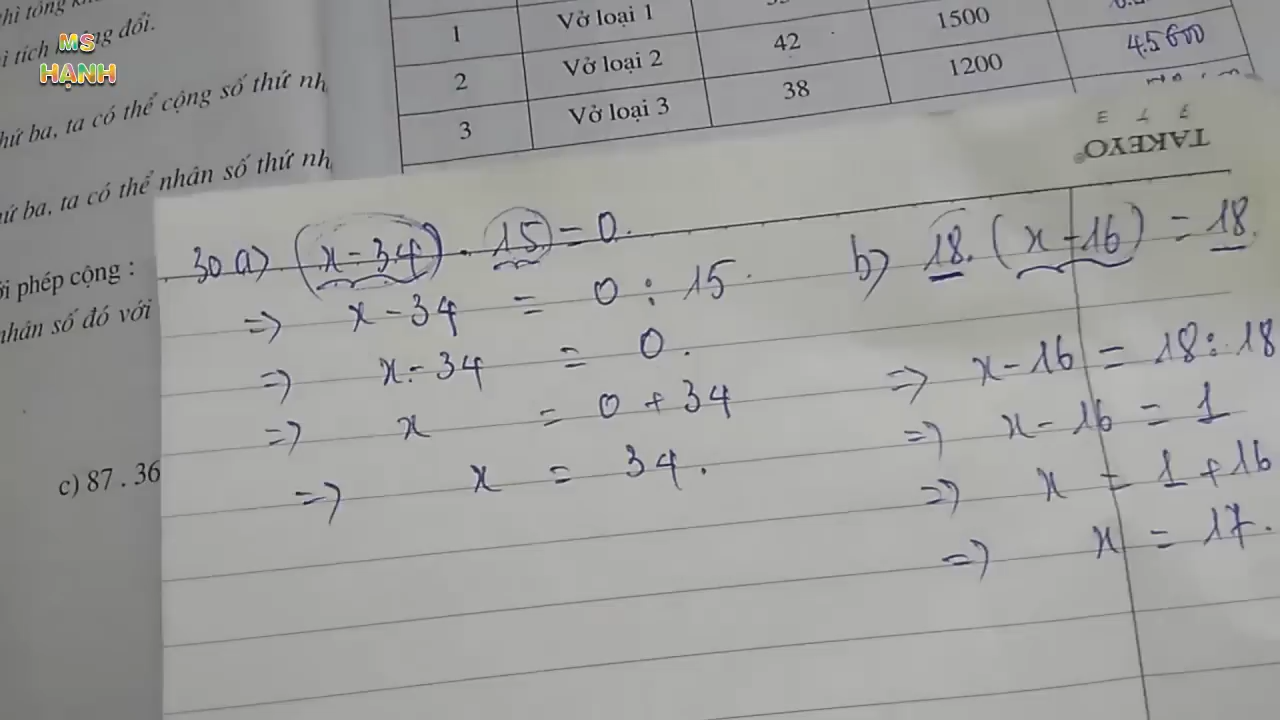 MS
HẠNH
ì tích không đổi.
hứ ba, ta có thể cộng số thứ nh
ứ ba, ta có thể nhân số thứ nh
i phép cộng :
nhân số đó với
c) 87 . 36
1 Vở loại 1 1500
2 Vở loại 2 42 1200 45600
3 Vở loại 3 38
TAKEYO
30 a) (x - 34) . 15 = 0.
=> x - 34 = 0 : 15.
=> x - 34 = 0.
=> x = 0 + 34
=> x = 34.
b) 18. (x - 16) = 18.
=> x - 16 = 18 : 18
=> x - 16 = 1
=> x = 1 + 16
=> x = 17.